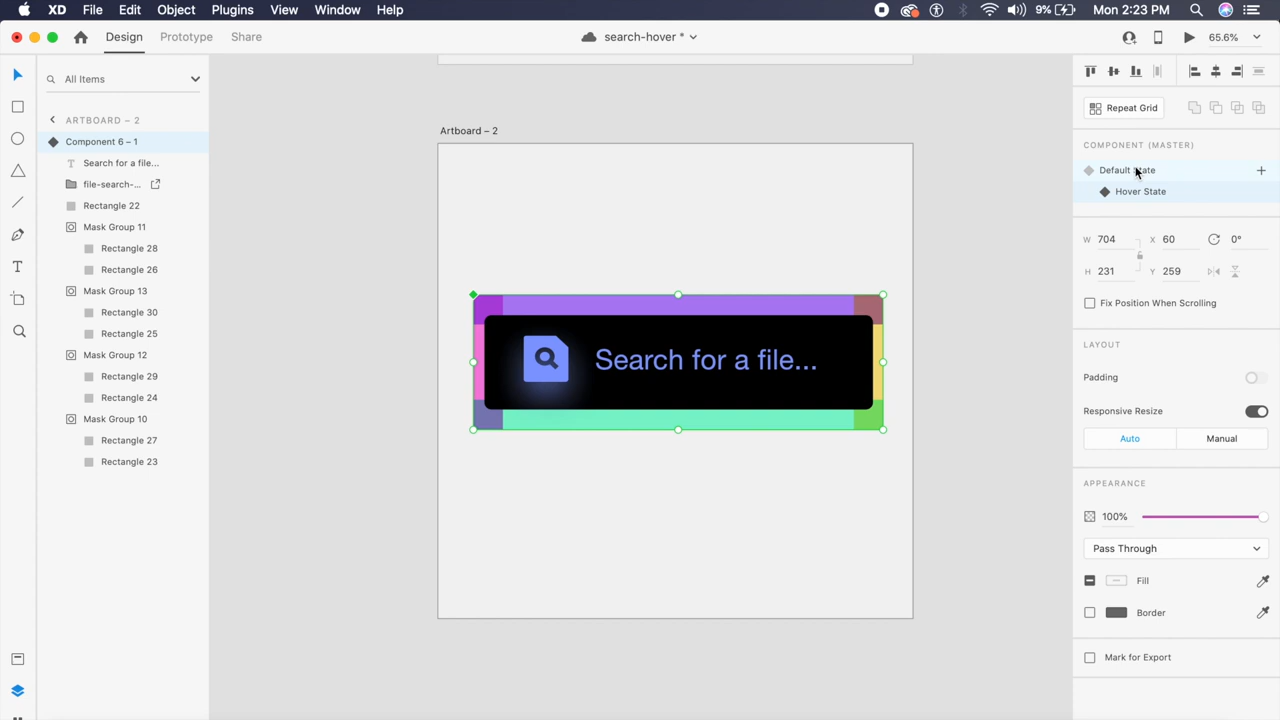 XD File Edit Object Plugins View Window Help 9% Mon 2:23 PM
Design Prototype Share search-hover * 65.6%
All Items
Repeat Grid
ARTBOARD – 2
Artboard – 2
COMPONENT (MASTER)
Component 6 – 1
Search for a file...
Default State
file-search-...
Hover State
Rectangle 22
Mask Group 11
W 704 X 60 0°
Rectangle 28
Rectangle 26
H 231 Y 259
Mask Group 13
Fix Position When Scrolling
Rectangle 30
Rectangle 25
LAYOUT
Mask Group 12
Search for a file...
Rectangle 29
Padding
Rectangle 24
Responsive Resize
Mask Group 10
Auto Manual
Rectangle 27
Rectangle 23
APPEARANCE
100%
Pass Through
Fill
Border
Mark for Export